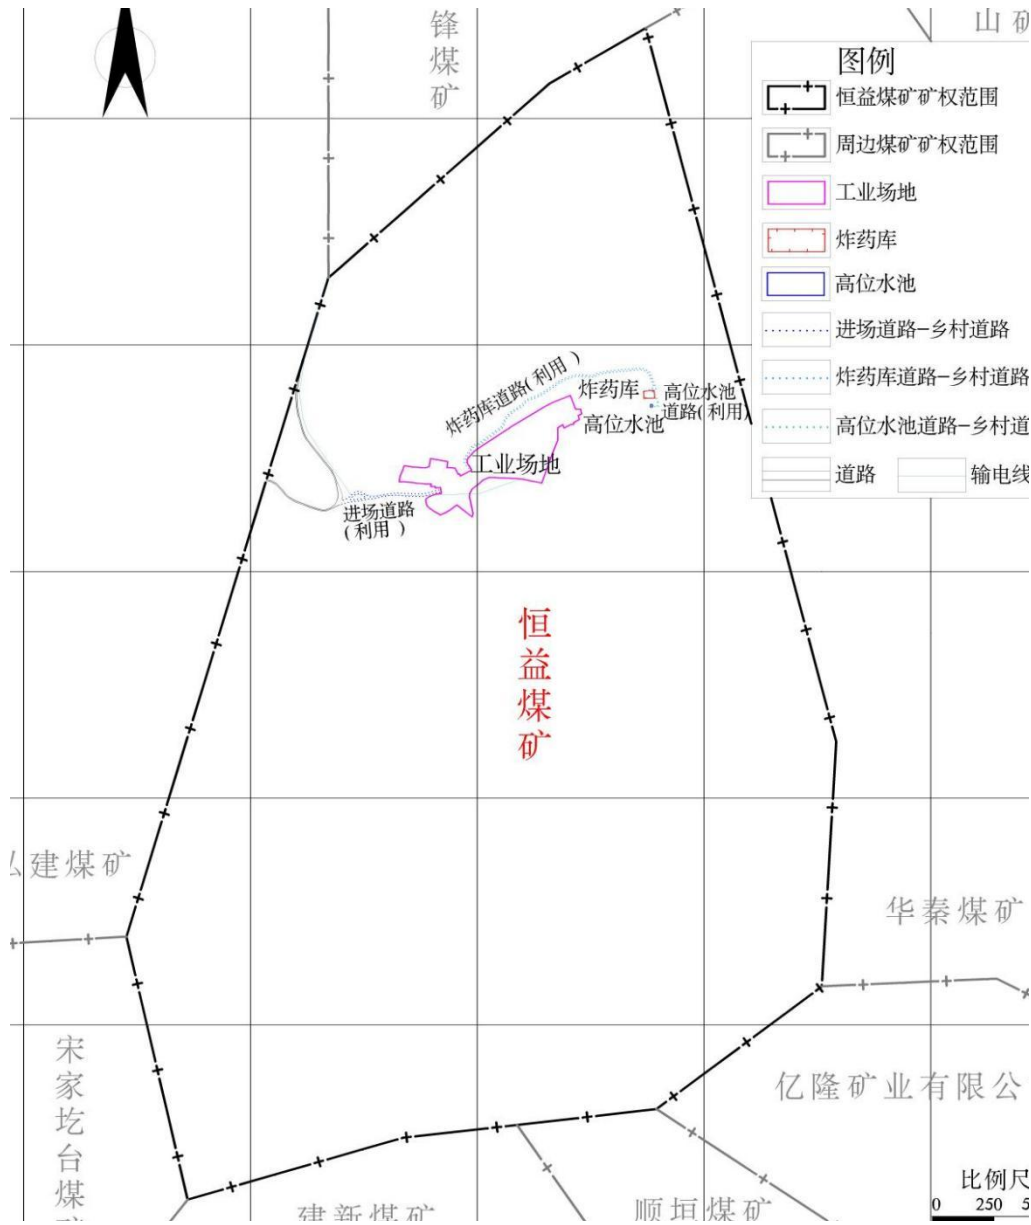 锋煤矿
山
图例
恒益煤矿矿权范围
周边煤矿矿权范围
工业场地
炸药库
高位水池
进场道路-乡村道路
炸药库道路-乡村道路
高位水池道路-乡村道
道路
输电线
炸药库道路(利用)
炸药库
高位水池
道路(利用)
高位水池
工业场地
进场道路
(利用)
恒益煤矿
建煤矿
华秦煤矿
宋家圪台煤
亿隆矿业有限公
建新煤矿
顺垣煤矿
比例尺
0 250